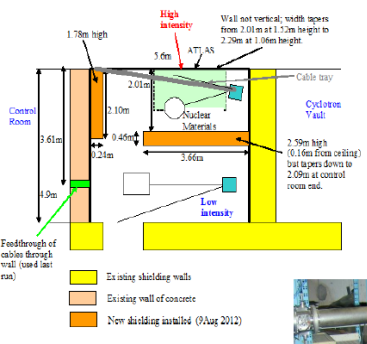 High
intensity
Wall not vertical; width tapers
from 2.01m at 1.52m height to
2.29m at 1.06m height.
1.78m high
5.6m
ATLAS
Cable tray
2.01m
Control
Room
2.10m
Nuclear
Materials
Cyclotron
Vault
3.61m
0.46m
0.24m
3.66m
2.59m high
(0.16m from ceiling)
but tapers down to
2.09m at control
room end.
4.9m
Low
intensity
Feedthrough of
cables through
wall (used last
run)
Existing shielding walls
Existing wall of concrete
New shielding installed (9Aug 2012)